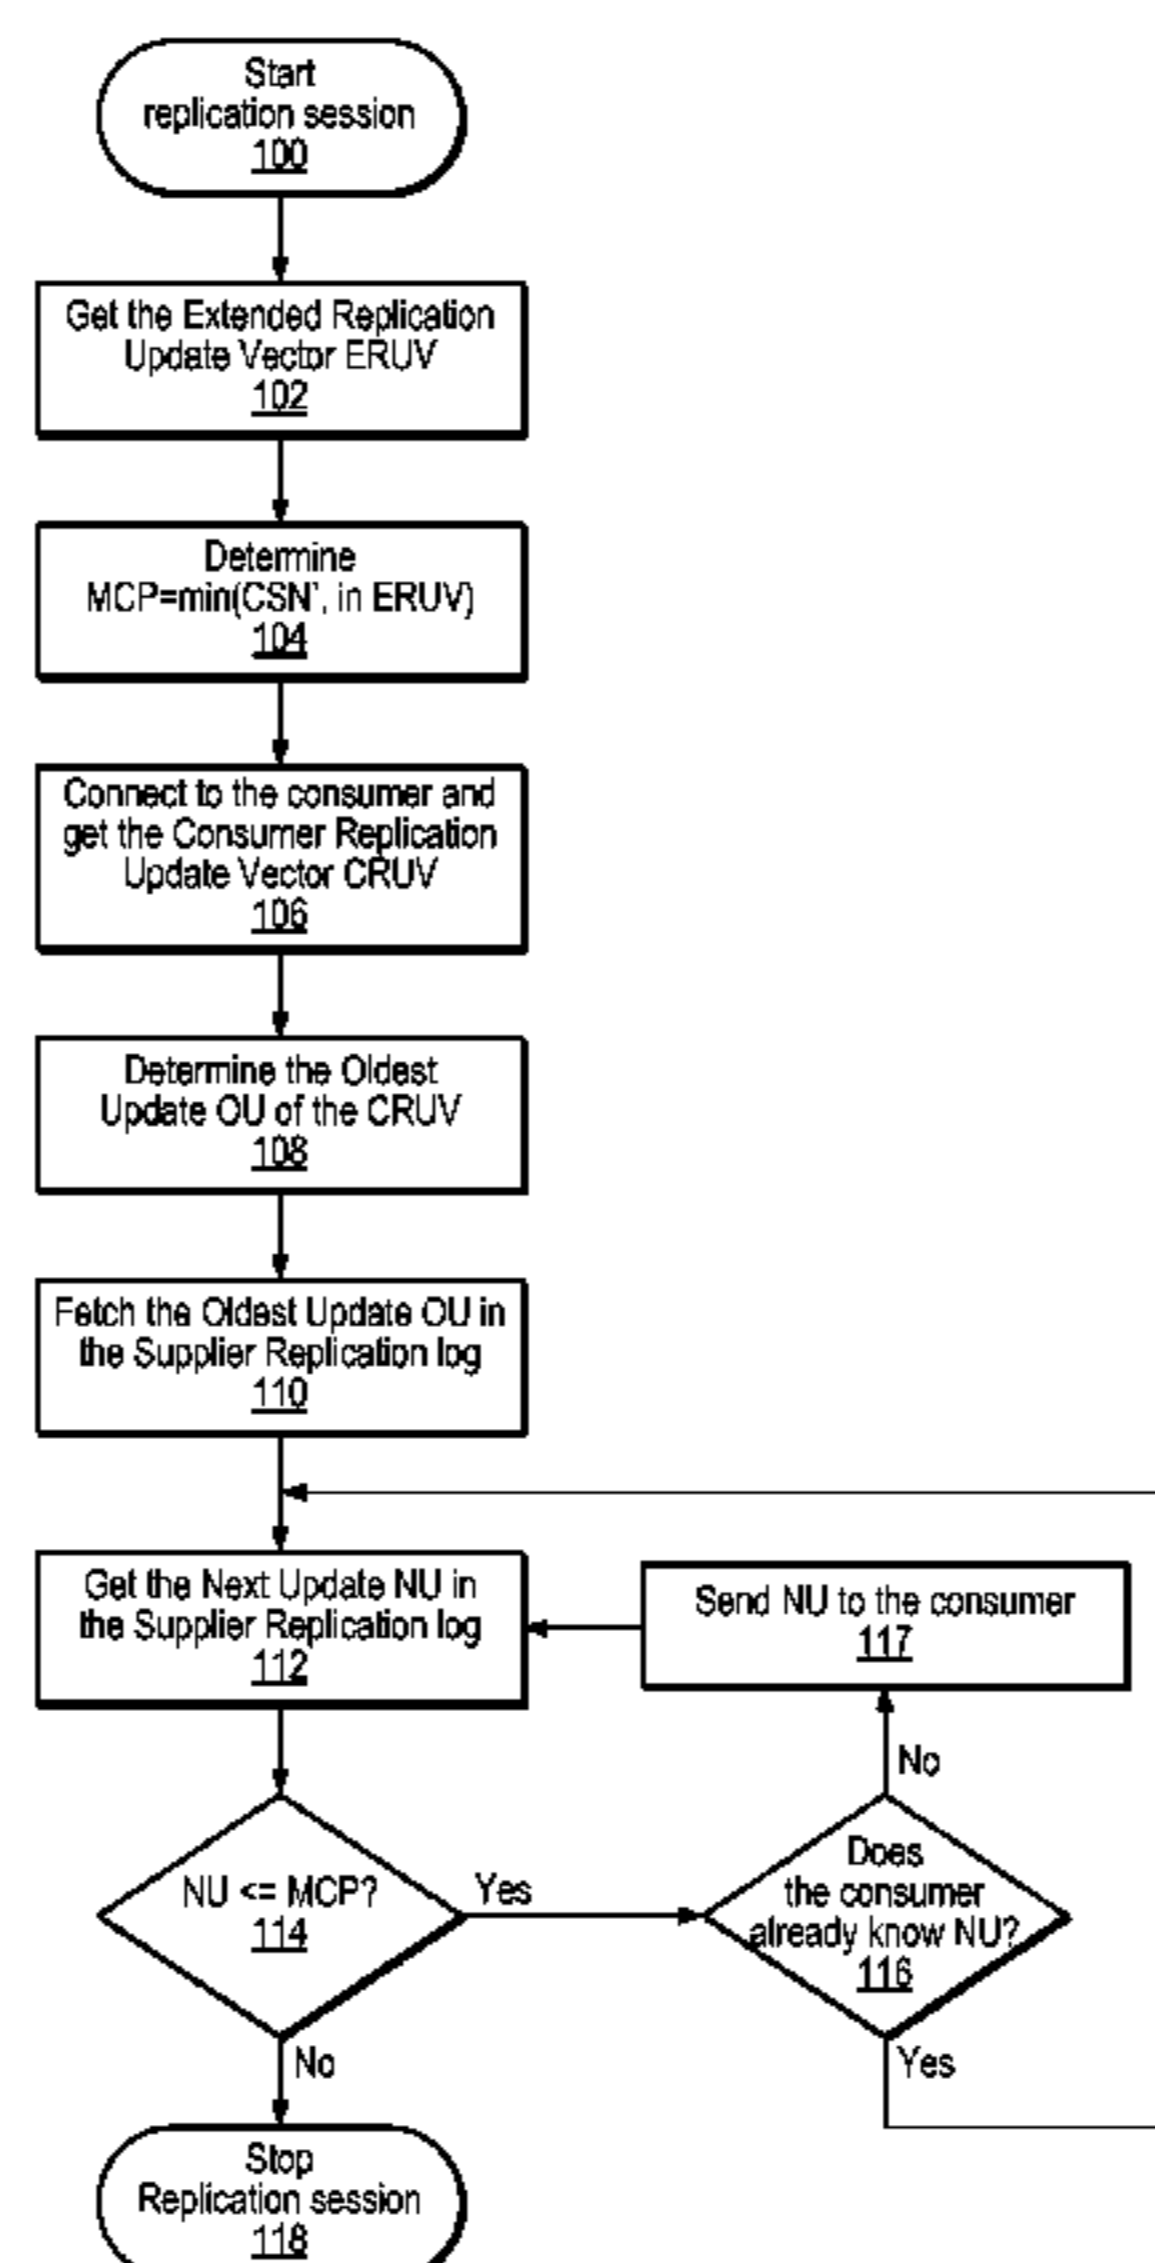 Start
replication session
100
Get the Extended Replication
Update Vector ERUV
102
Determine
MCP=min(CSN', in ERUV)
104
Connect to the consumer and
get the Consumer Replication
Update Vector CRUV
106
Determine the Oldest
Update OU of the CRUV
108
Fetch the Oldest Update OU in
the Supplier Replication log
110
Get the Next Update NU in
the Supplier Replication log
112
Send NU to the consumer
117
No
NU <= MCP?
114
Yes
Does
the consumer
already know NU?
116
No
Yes
Stop
Replication session
118